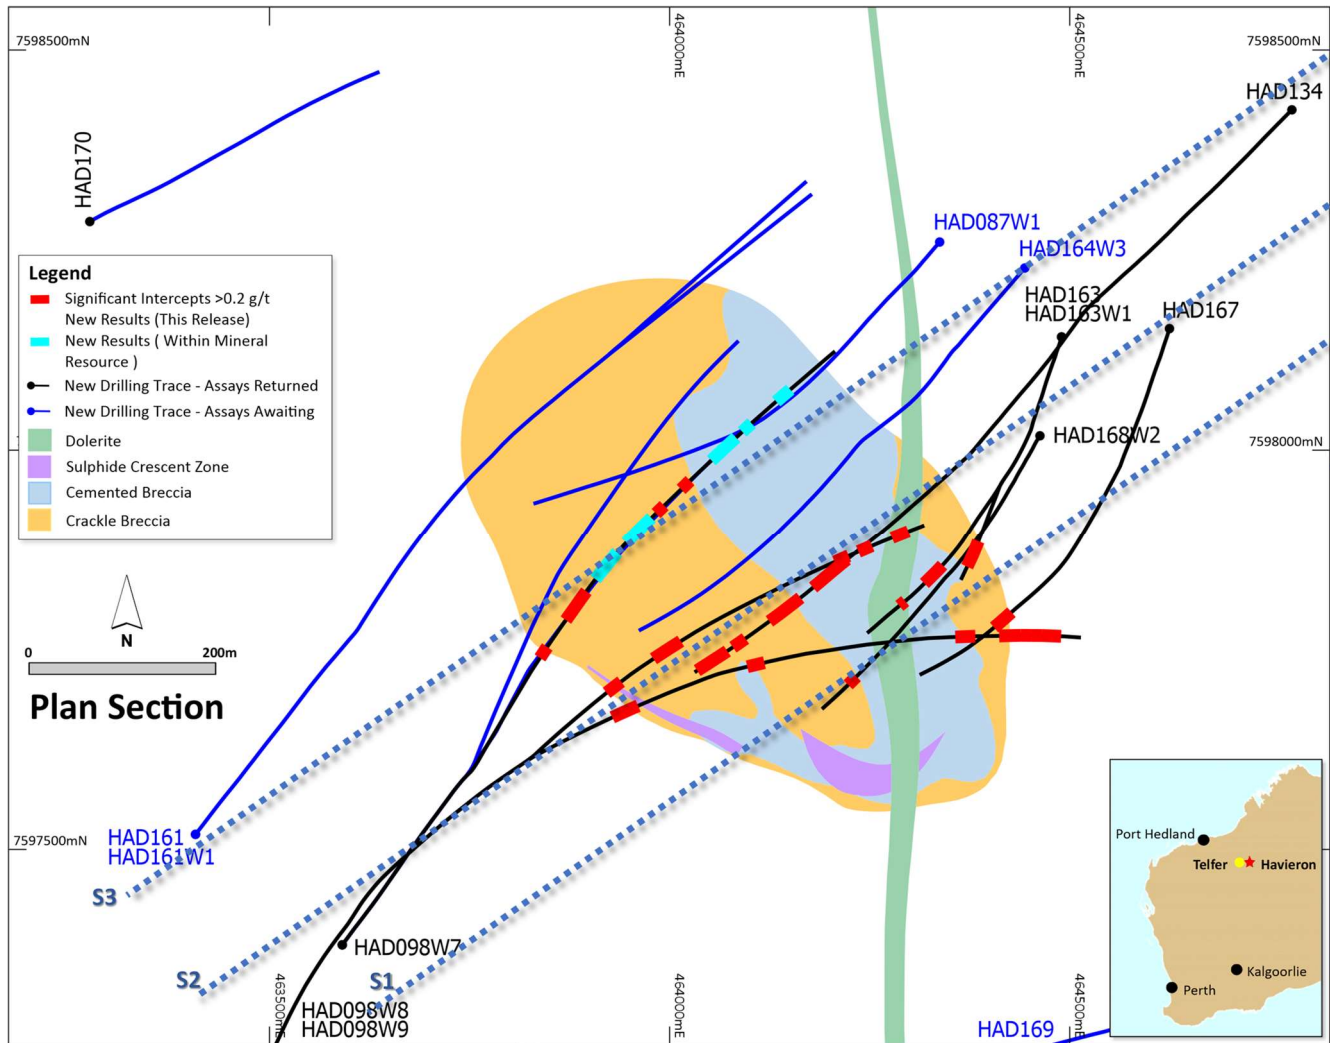 7598500mN
464000mE
464500mE
7598500mN
HAD134
HAD170
HAD087W1
HAD164W3
HAD163
HAD163W1
HAD167
Legend
Significant Intercepts >0.2 g/t
New Results (This Release)
New Results ( Within Mineral
Resource )
New Drilling Trace - Assays Returned
New Drilling Trace - Assays Awaiting
Dolerite
Sulphide Crescent Zone
Cemented Breccia
Crackle Breccia
HAD168W2
7598000mN
N
0
200m
Plan Section
7597500mN
HAD161
HAD161W1
S3
S2
S1
HAD098W7
463500mE
HAD098W8
HAD098W9
464000mE
464500mE
HAD169
Port Hedland
Telfer
Havieron
Kalgoorlie
Perth